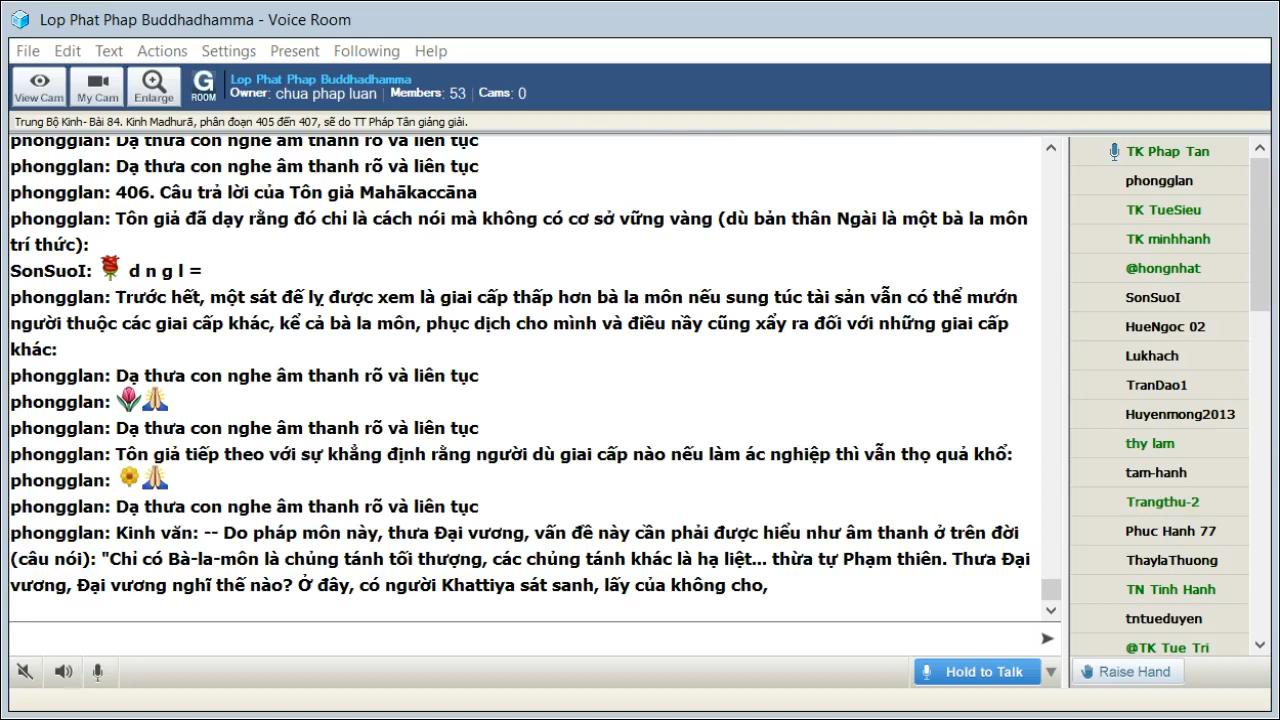 Lop Phat Phap Buddhadhamma - Voice Room
File Edit Text Actions Settings Present Following Help
View Cam My Cam Enlarge G ROOM
Lop Phat Phap Buddhadhamma
Owner: chua phap luan | Members: 53 | Cams: 0
Trung Bộ Kinh- Bài 84. Kinh Madhurā, phân đoạn 405 đến 407, sẽ do TT Pháp Tân giảng giải.
phongglan: Dạ thưa con nghe âm thanh rõ và liên tục
phongglan: Dạ thưa con nghe âm thanh rõ và liên tục
phongglan: 406. Câu trả lời của Tôn giả Mahākaccāna
phongglan: Tôn giả đã dạy rằng đó chỉ là cách nói mà không có cơ sở vững vàng (dù bản thân Ngài là một bà la môn
trí thức):
SonSuoI: d n g l =
phongglan: Trước hết, một sát đế lỵ được xem là giai cấp thấp hơn bà la môn nếu sung túc tài sản vẫn có thể mướn
người thuộc các giai cấp khác, kể cả bà la môn, phục dịch cho mình và điều nầy cũng xẩy ra đối với những giai cấp
khác:
phongglan: Dạ thưa con nghe âm thanh rõ và liên tục
phongglan:
phongglan: Dạ thưa con nghe âm thanh rõ và liên tục
phongglan: Tôn giả tiếp theo với sự khẳng định rằng người dù giai cấp nào nếu làm ác nghiệp thì vẫn thọ quả khổ:
phongglan:
phongglan: Dạ thưa con nghe âm thanh rõ và liên tục
phongglan: Kinh văn: -- Do pháp môn này, thưa Đại vương, vấn đề này cần phải được hiểu như âm thanh ở trên đời
(câu nói): "Chỉ có Bà-la-môn là chủng tánh tối thượng, các chủng tánh khác là hạ liệt... thừa tự Phạm thiên. Thưa Đại
vương, Đại vương nghĩ thế nào? Ở đây, có người Khattiya sát sanh, lấy của không cho,
TK Phap Tan
phongglan
TK TueSieu
TK minhhanh
@hongnhat
SonSuoI
HueNgoc 02
Lukhach
TranDao1
Huyenmong2013
thy lam
tam-hanh
Trangthu-2
Phuc Hanh 77
ThaylaThuong
TN Tinh Hanh
tntueduyen
@TK Tue Tri
Hold to Talk
Raise Hand